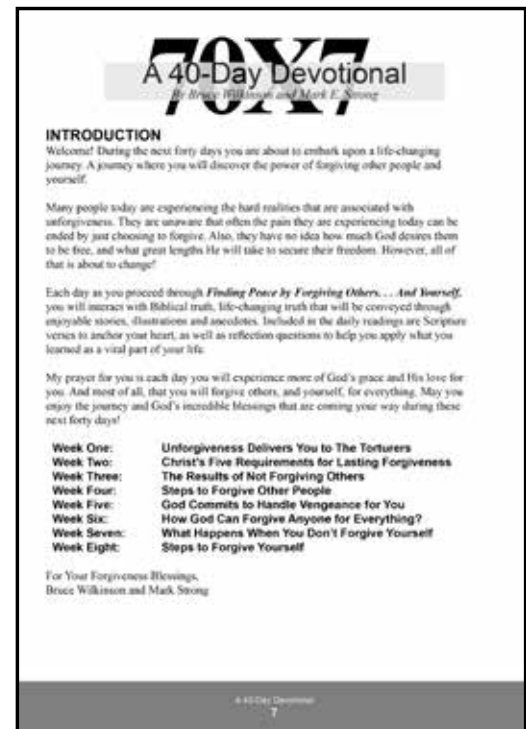 70X7
A 40-Day Devotional
By Bruce Wilkinson and Mark E. Strong
INTRODUCTION
Welcome! During the next forty days you are about to embark upon a life-changing
journey. A journey where you will discover the power of forgiving other people and
yourself.
Many people today are experiencing the hard realities that are associated with
unforgiveness. They are unaware that often the pain they are experiencing today can be
ended by just choosing to forgive. Also, they have no idea how much God desires them
to be free, and what great lengths He will take to secure their freedom. However, all of
that is about to change!
Each day as you proceed through Finding Peace by Forgiving Others. . . And Yourself,
you will interact with Biblical truth, life-changing truth that will be conveyed through
enjoyable stories, illustrations and anecdotes. Included in the daily readings are Scripture
verses to anchor your heart, as well as reflection questions to help you apply what you
learned as a vital part of your life.
My prayer for you is each day you will experience more of God's grace and His love for
you. And most of all, that you will forgive others, and yourself, for everything. May you
enjoy the journey and God's incredible blessings that are coming your way during these
next forty days!
Week One: Unforgiveness Delivers You to The Torturers
Week Two: Christ's Five Requirements for Lasting Forgiveness
Week Three: The Results of Not Forgiving Others
Week Four: Steps to Forgive Other People
Week Five: God Commits to Handle Vengeance for You
Week Six: How God Can Forgive Anyone for Everything?
Week Seven: What Happens When You Don't Forgive Yourself
Week Eight: Steps to Forgive Yourself
For Your Forgiveness Blessings,
Bruce Wilkinson and Mark Strong
A 40-Day Devotional
7